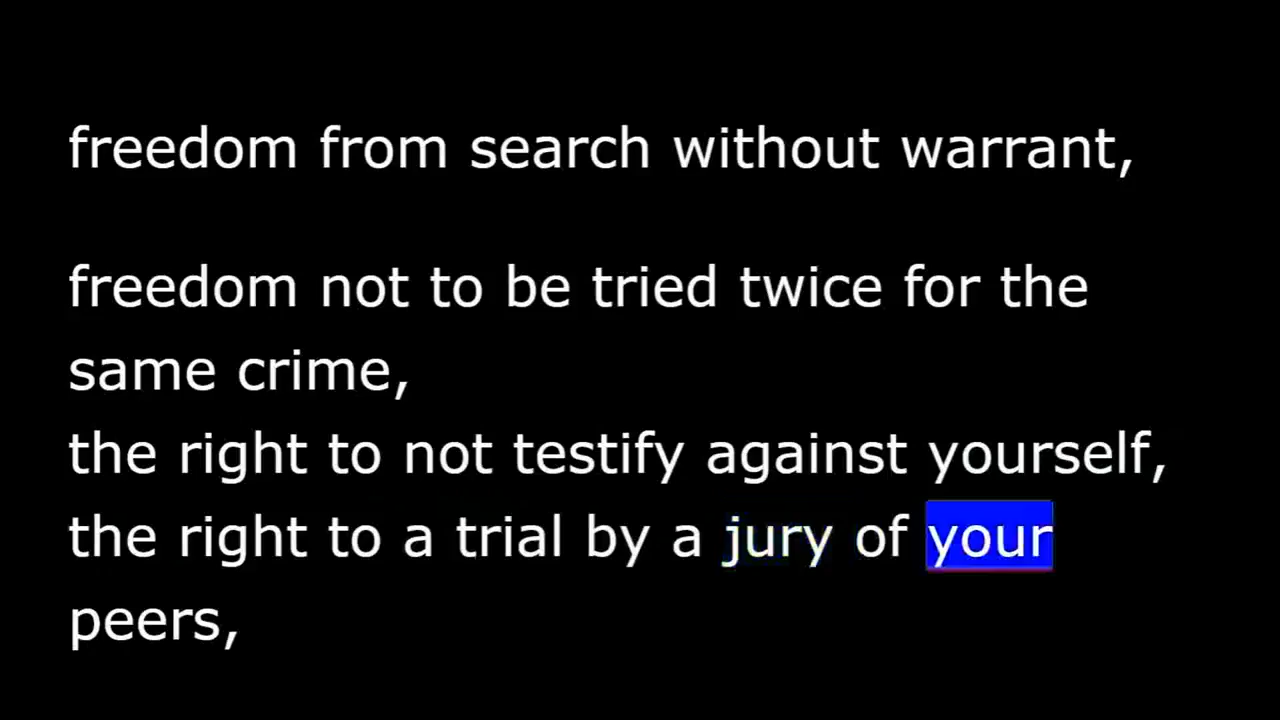 freedom from search without warrant,
freedom not to be tried twice for the
same crime,
the right to not testify against yourself,
the right to a trial by a jury of your
peers,